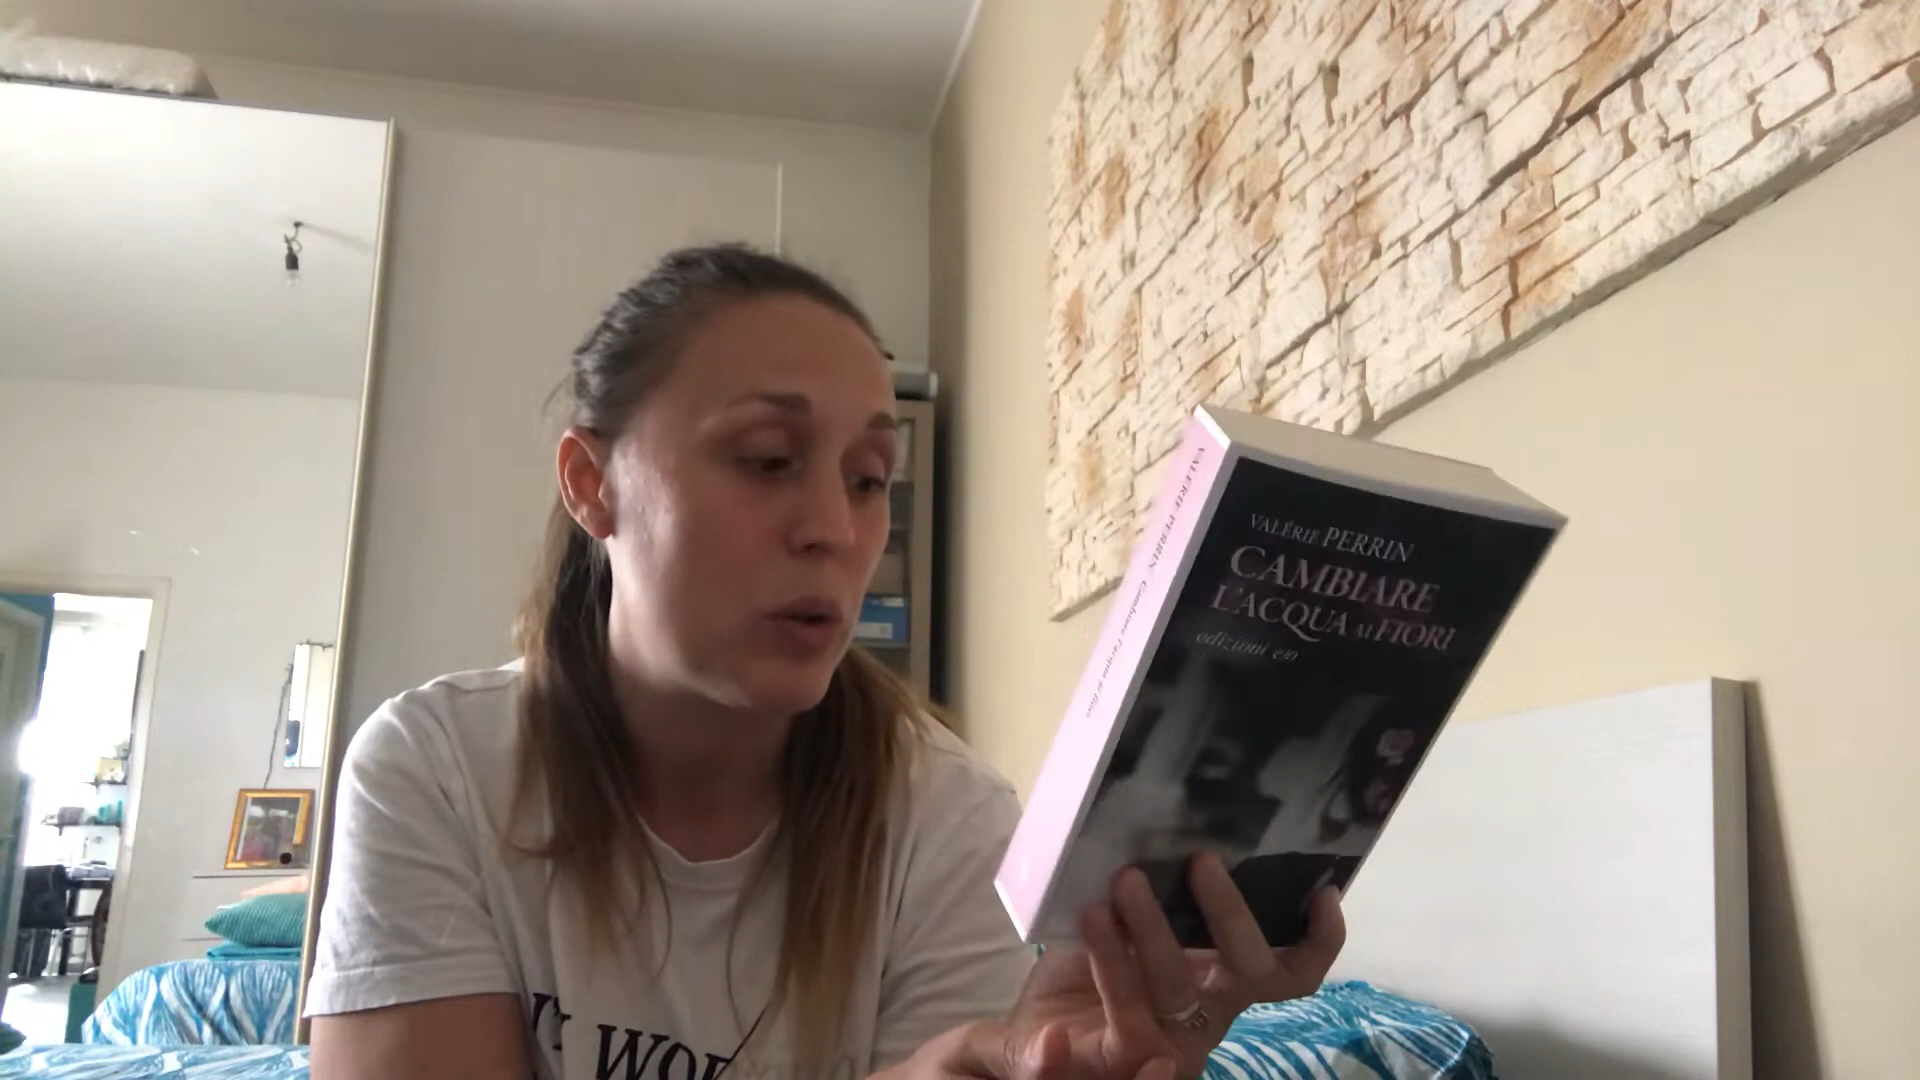 VALÉRIE PERRIN
CAMBIARE
L'ACQUA AI FIORI
edizioni e/o
VALÉRIE PERRIN Cambiare l'acqua ai fiori